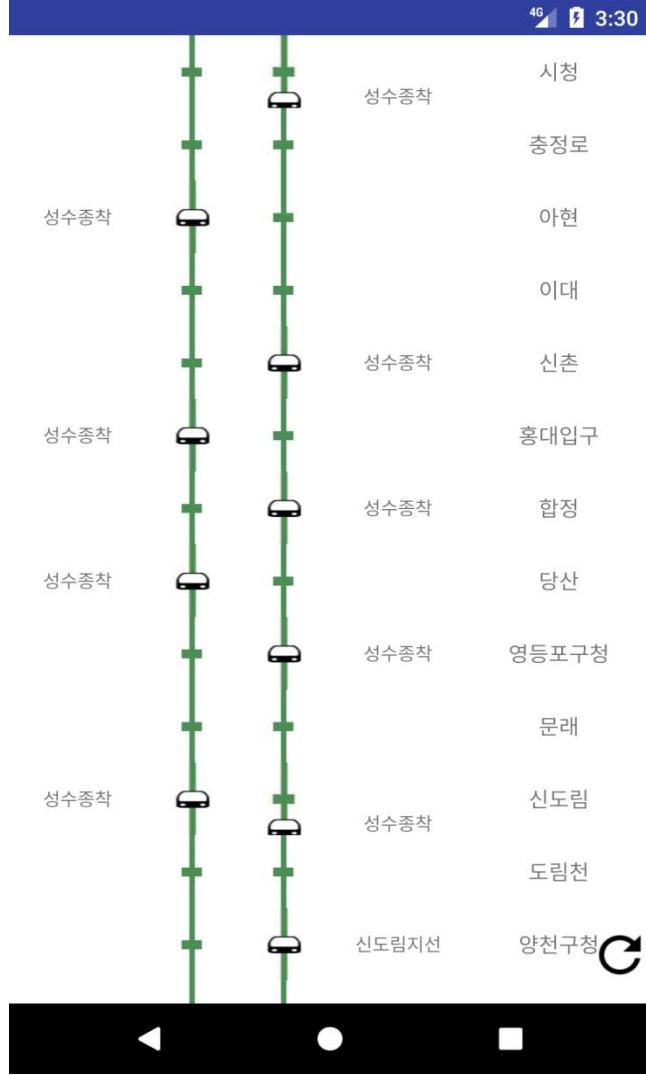 4G 3:30
시청
성수종착
충정로
성수종착 아현
이대
성수종착 신촌
성수종착 홍대입구
성수종착 합정
성수종착 당산
성수종착 영등포구청
문래
성수종착 신도림
성수종착
도림천
신도림지선 양천구청